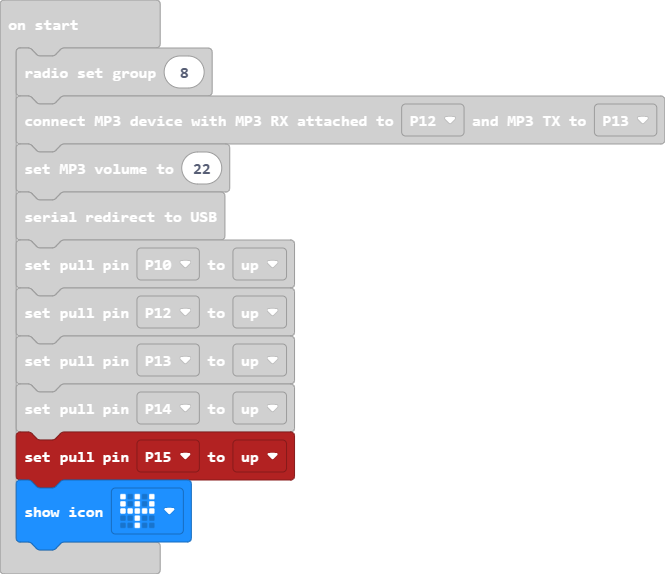 on start
radio set group 8
connect MP3 device with MP3 RX attached to P12 and MP3 TX to P13
set MP3 volume to 22
serial redirect to USB
set pull pin P10 to up
set pull pin P12 to up
set pull pin P13 to up
set pull pin P14 to up
set pull pin P15 to up
show icon